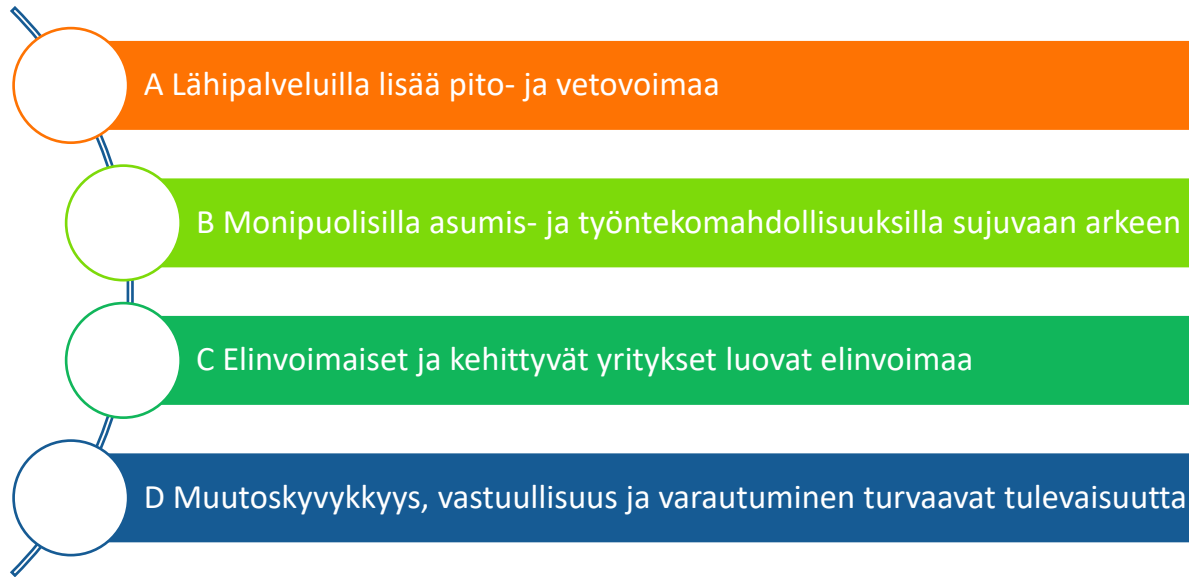 A Lähipalveluilla lisää pito- ja vetovoimaa
B Monipuolisilla asumis- ja työntekomahdollisuuksilla sujuvaan arkeen
C Elinvoimaiset ja kehittyvät yritykset luovat elinvoimaa
D Muutoskyvykkyys, vastuullisuus ja varautuminen turvaavat tulevaisuutta